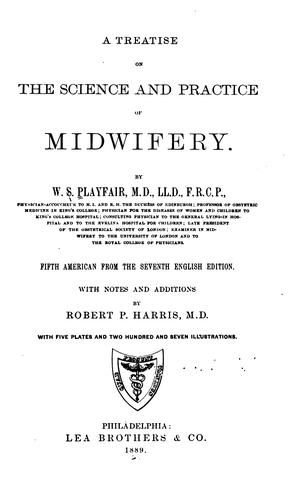 A TREATISE
ON
THE SCIENCE AND PRACTICE
OF
MIDWIFERY.
BY
W. S. PLAYFAIR, M.D., LL.D., F.R.C.P.,
PHYSICIAN-ACCOUCHEUR TO H. I. AND R. H. THE DUCHESS OF EDINBURGH; PROFESSOR OF OBSTETRIC
MEDICINE IN KING'S COLLEGE; PHYSICIAN FOR THE DISEASES OF WOMEN AND CHILDREN TO
KING'S COLLEGE HOSPITAL; CONSULTING PHYSICIAN TO THE GENERAL LYING-IN HOS-
PITAL AND TO THE EVELINA HOSPITAL FOR CHILDREN; LATE PRESIDENT
OF THE OBSTETRICAL SOCIETY OF LONDON; EXAMINER IN MID-
WIFERY TO THE UNIVERSITY OF LONDON AND TO
THE ROYAL COLLEGE OF PHYSICIANS.
FIFTH AMERICAN FROM THE SEVENTH ENGLISH EDITION.
WITH NOTES AND ADDITIONS
BY
ROBERT P. HARRIS, M.D.
WITH FIVE PLATES AND TWO HUNDRED AND SEVEN ILLUSTRATIONS.
PHILADELPHIA:
LEA BROTHERS & CO.
1889.